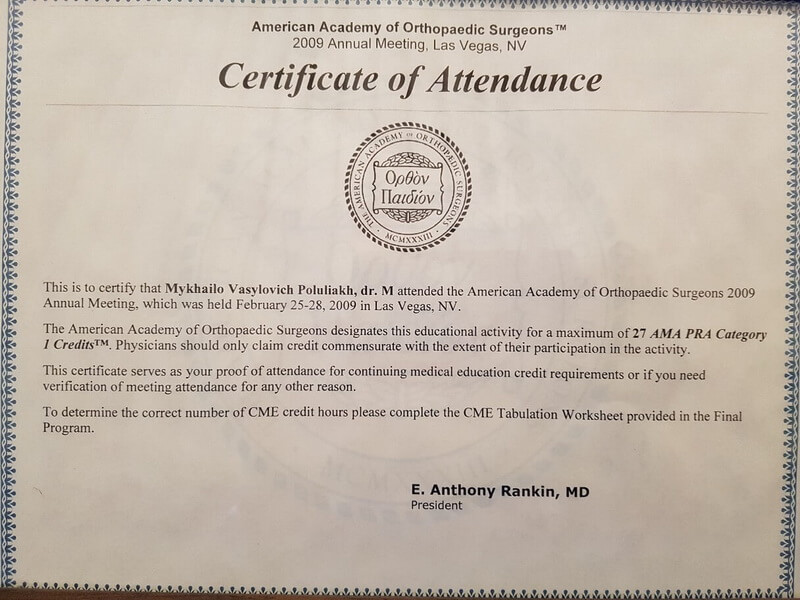 American Academy of Orthopaedic Surgeons™
2009 Annual Meeting, Las Vegas, NV
Certificate of Attendance
THE AMERICAN ACADEMY OF ORTHOPÆDIC SURGEONS
Ορθὸν
Παιδίον
MCMXXXIII
This is to certify that Mykhailo Vasylovich Poluliakh, dr. M attended the American Academy of Orthopaedic Surgeons 2009
Annual Meeting, which was held February 25-28, 2009 in Las Vegas, NV.
The American Academy of Orthopaedic Surgeons designates this educational activity for a maximum of 27 AMA PRA Category
1 Credits™. Physicians should only claim credit commensurate with the extent of their participation in the activity.
This certificate serves as your proof of attendance for continuing medical education credit requirements or if you need
verification of meeting attendance for any other reason.
To determine the correct number of CME credit hours please complete the CME Tabulation Worksheet provided in the Final
Program.
E. Anthony Rankin, MD
President